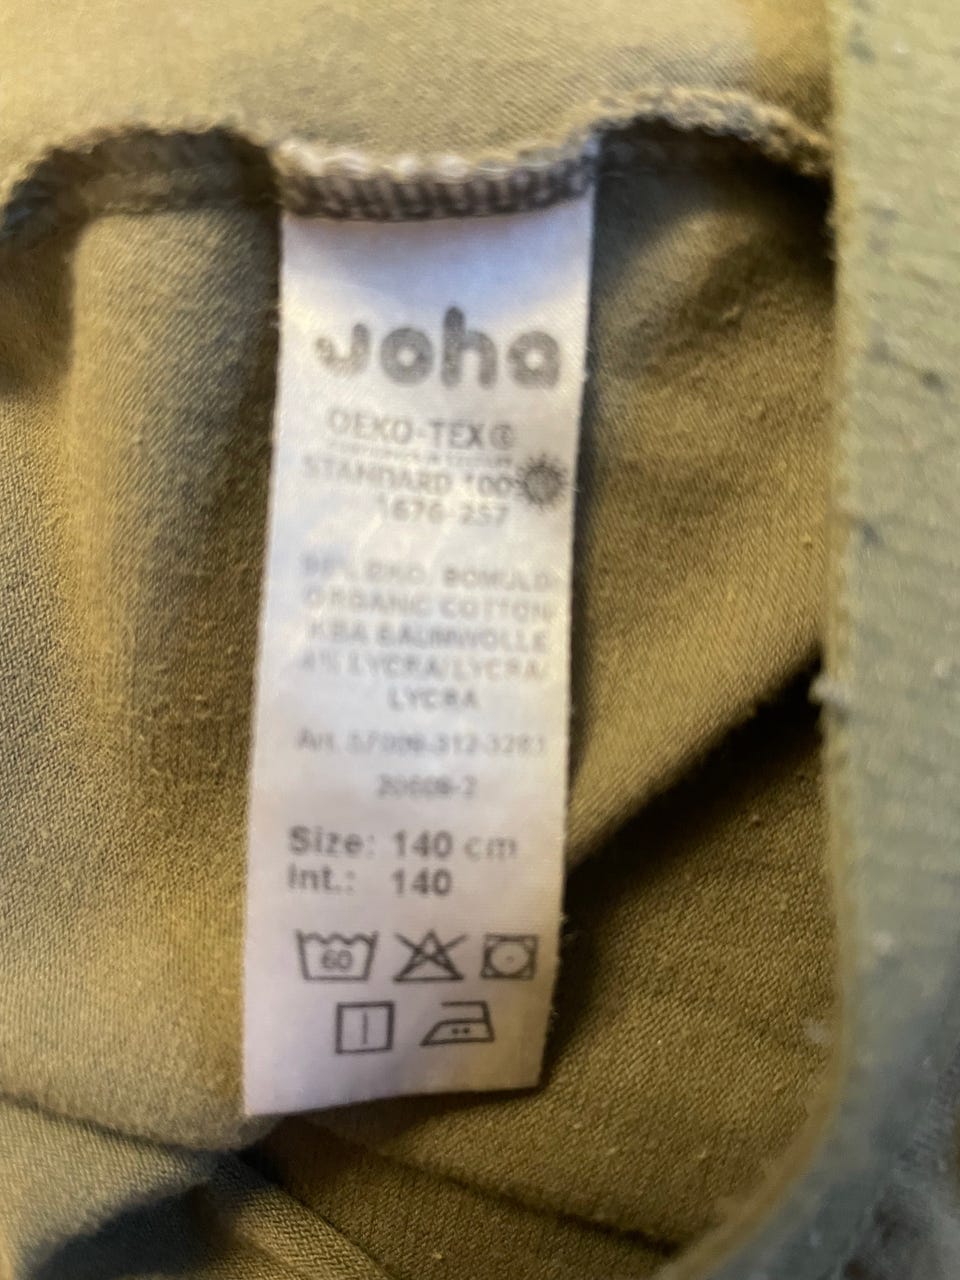 Joha
OEKO-TEX®
STANDARD 100
1676-257
ØKO. BOMULD
ORGANIC COTTON
KBA BAUMWOLLE
4% LYCRA/LYCRA/
LYCRA
Art.
Size: 140 cm
Int.: 140
60